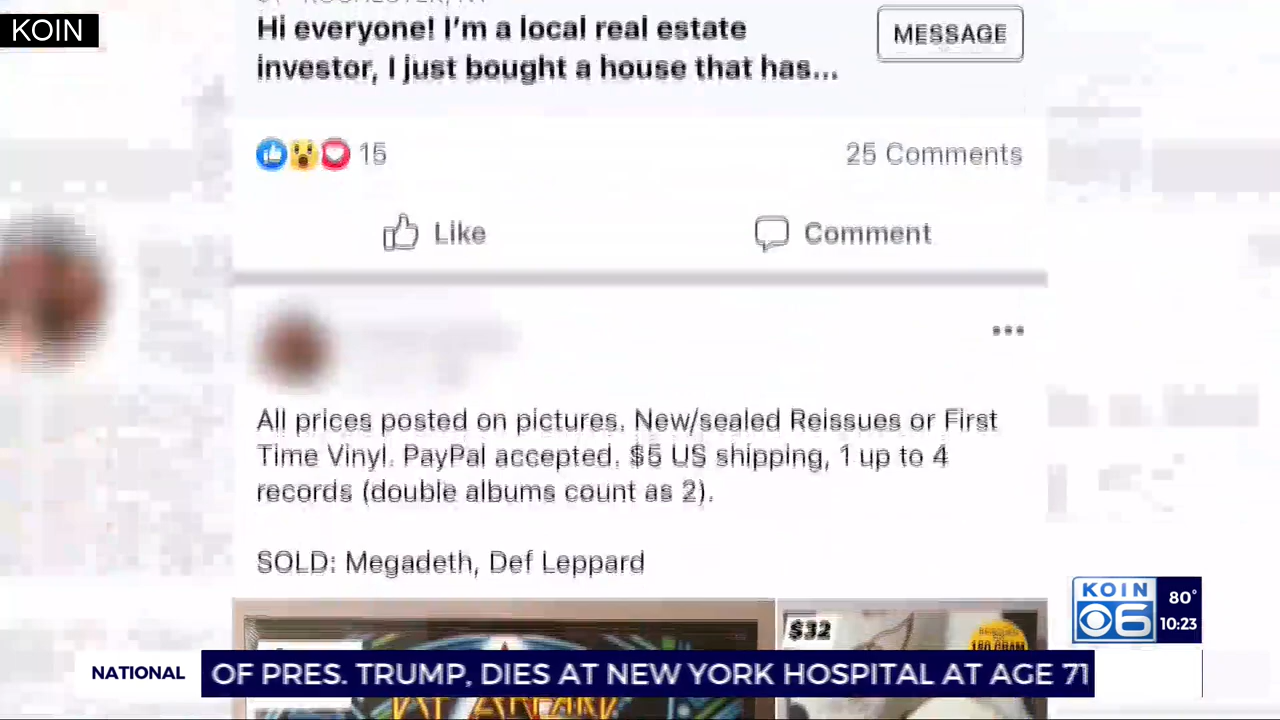 KOIN
Hi everyone! I'm a local real estate
investor, I just bought a house that has...
MESSAGE
15
25 Comments
Like
Comment
All prices posted on pictures. New/sealed Reissues or First
Time Vinyl. PayPal accepted. $5 US shipping, 1 up to 4
records (double albums count as 2).
SOLD: Megadeth, Def Leppard
$32
180 GRAM
KOIN
6
80°
10:23
NATIONAL
OF PRES. TRUMP, DIES AT NEW YORK HOSPITAL AT AGE 71